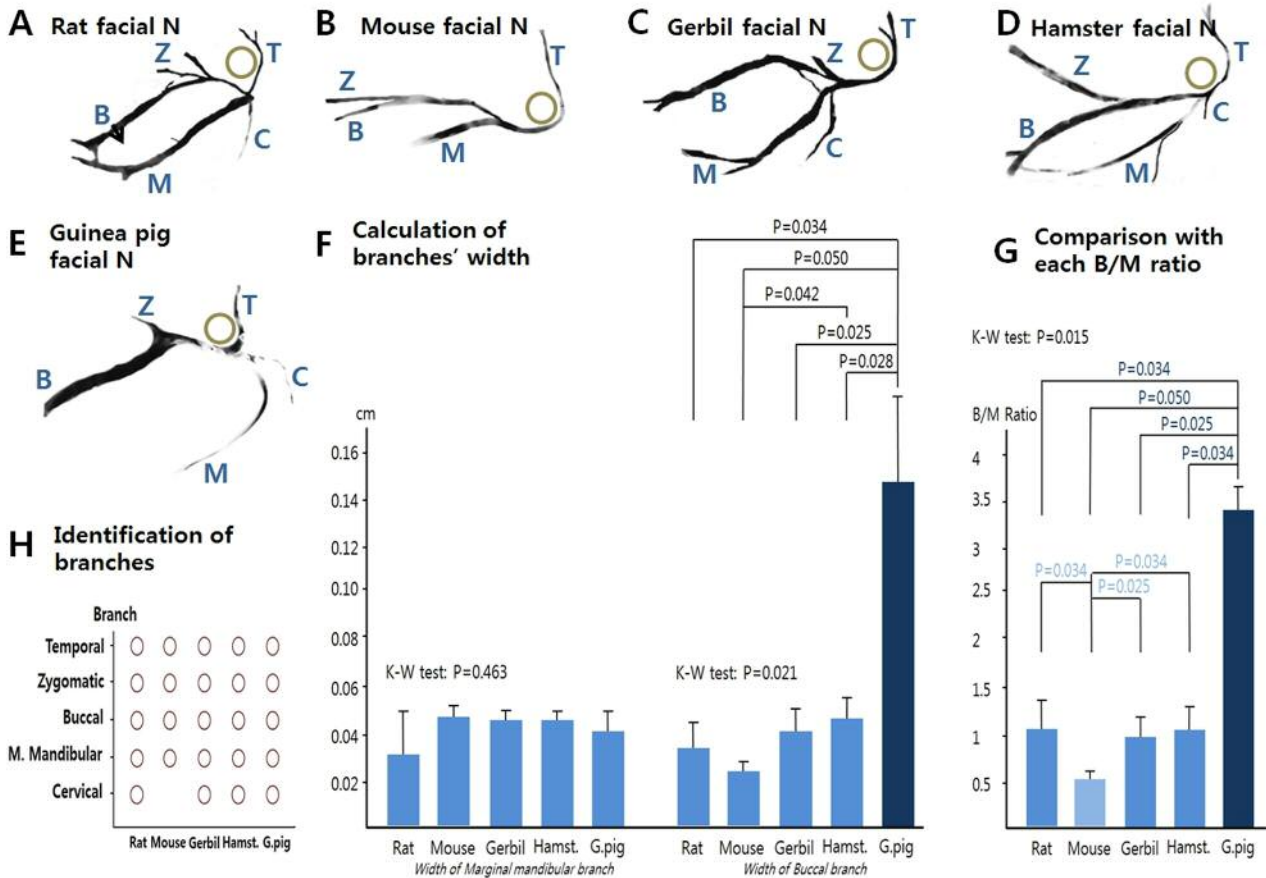 A Rat facial N
Z
T
B
C
M
B Mouse facial N
T
Z
B
M
C Gerbil facial N
T
Z
B
C
M
D Hamster facial N
T
Z
B
C
M
E Guinea pig
facial N
Z
T
B
C
M
F Calculation of
branches' width
P=0.034
P=0.050
P=0.042
P=0.025
P=0.028
cm
0.16
0.14
0.12
0.10
0.08
0.06
0.04
0.02
K-W test: P=0.463
K-W test: P=0.021
Rat Mouse Gerbil Hamst. G,pig
Width of Marginal mandibular branch
Rat Mouse Gerbil Hamst. G,pig
Width of Buccal branch
G Comparison with
each B/M ratio
K-W test: P=0.015
P=0.034
B/M Ratio
P=0.050
P=0.025
P=0.034
4
3.5
3
2.5
2
1.5
1
0.5
P=0.034
P=0.034
P=0.025
Rat Mouse Gerbil Hamst. G,pig
H Identification of
branches
Branch
Temporal
Zygomatic
Buccal
M. Mandibular
Cervical
Rat Mouse Gerbil Hamst. G.pig